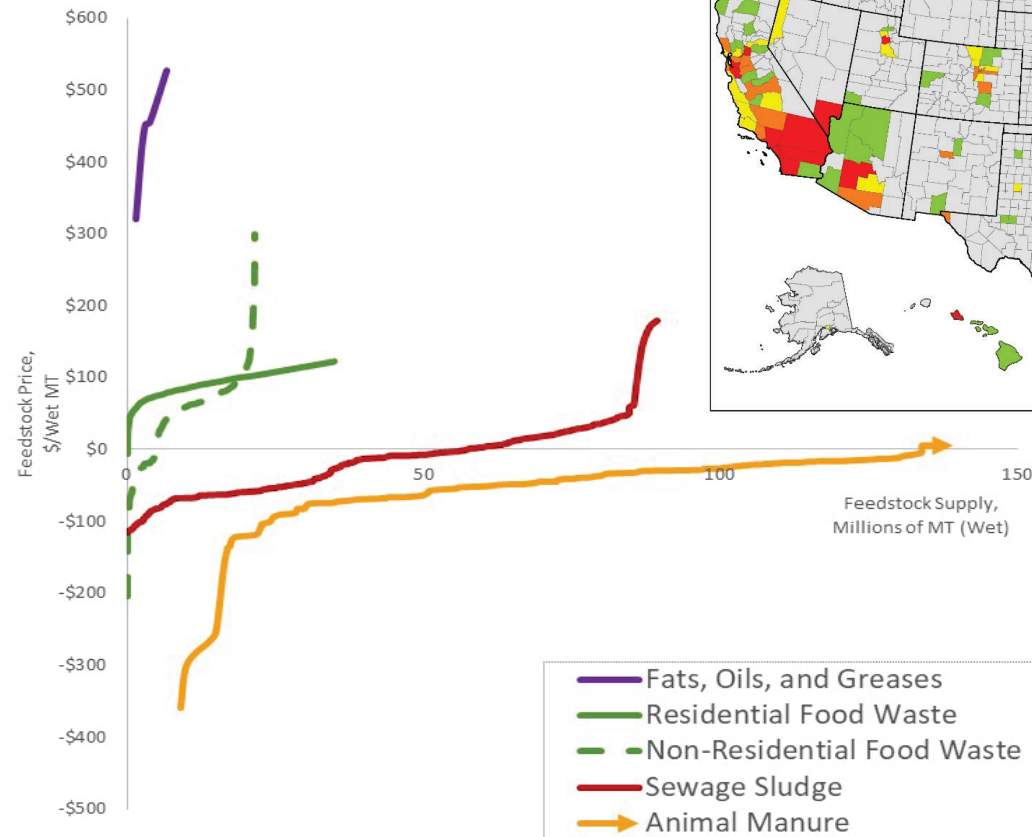 $600
$500
$400
$300
$200
$100
$0
-$100
-$200
-$300
-$400
-$500
Feedstock Price,
$/Wet MT
0
50
100
150
Feedstock Supply,
Millions of MT (Wet)
Fats, Oils, and Greases
Residential Food Waste
Non-Residential Food Waste
Sewage Sludge
Animal Manure